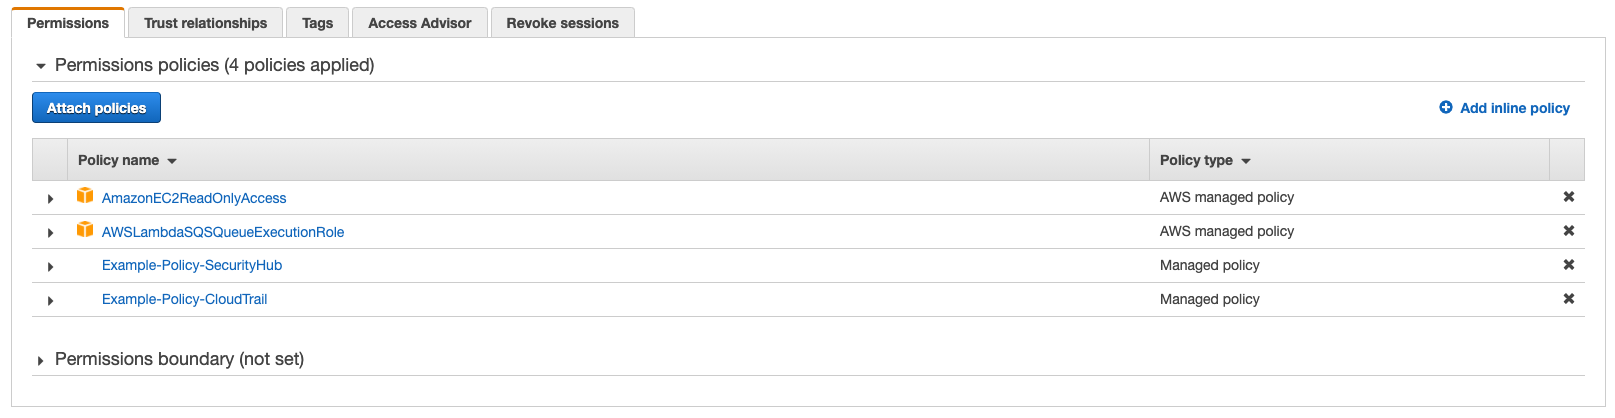 Permissions Trust relationships Tags Access Advisor Revoke sessions
Permissions policies (4 policies applied)
Attach policies Add inline policy
Policy name Policy type
AmazonEC2ReadOnlyAccess AWS managed policy
AWSLambdaSQSQueueExecutionRole AWS managed policy
Example-Policy-SecurityHub Managed policy
Example-Policy-CloudTrail Managed policy
Permissions boundary (not set)